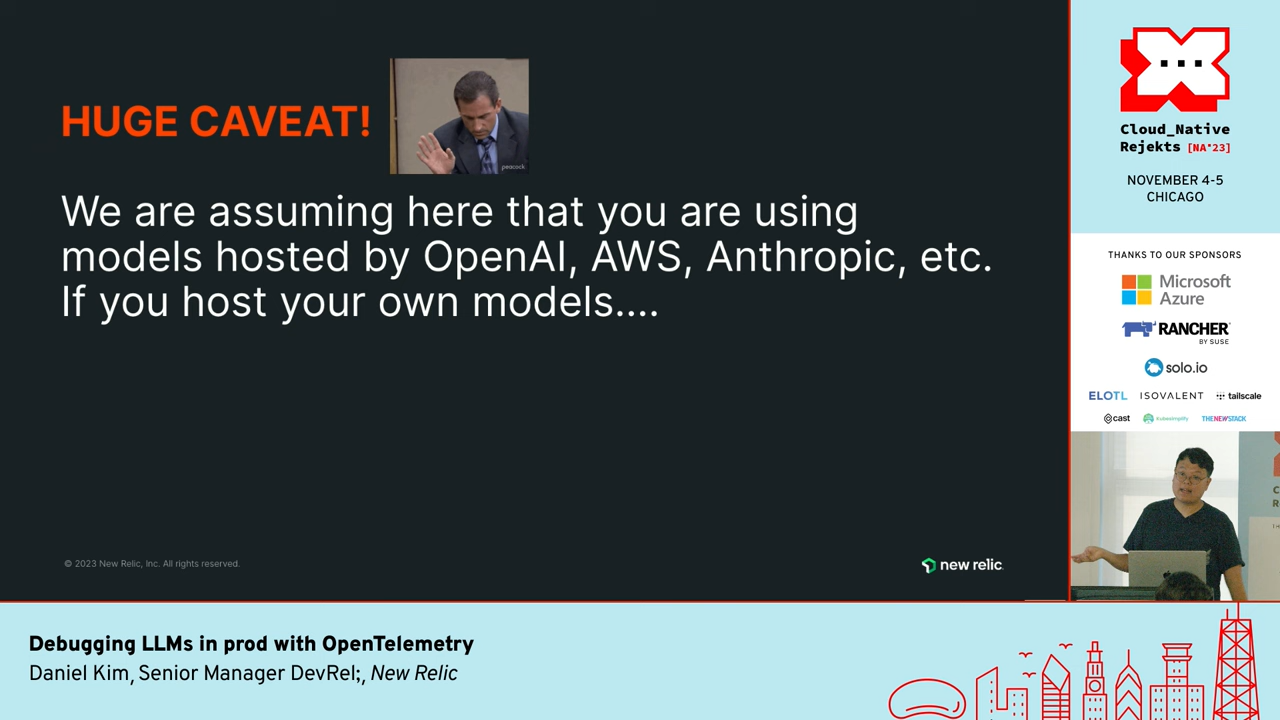 HUGE CAVEAT!
peacock
We are assuming here that you are using
models hosted by OpenAI, AWS, Anthropic, etc.
If you host your own models....
© 2023 New Relic, Inc. All rights reserved.
new relic
Cloud_Native
Rejekts [NA'23]
NOVEMBER 4-5
CHICAGO
THANKS TO OUR SPONSORS
Microsoft
Azure
RANCHER
BY SUSE
solo.io
ELOTL ISOVALENT tailscale
cast kubesimplify THENEWSTACK
Debugging LLMs in prod with OpenTelemetry
Daniel Kim, Senior Manager DevRel;, New Relic